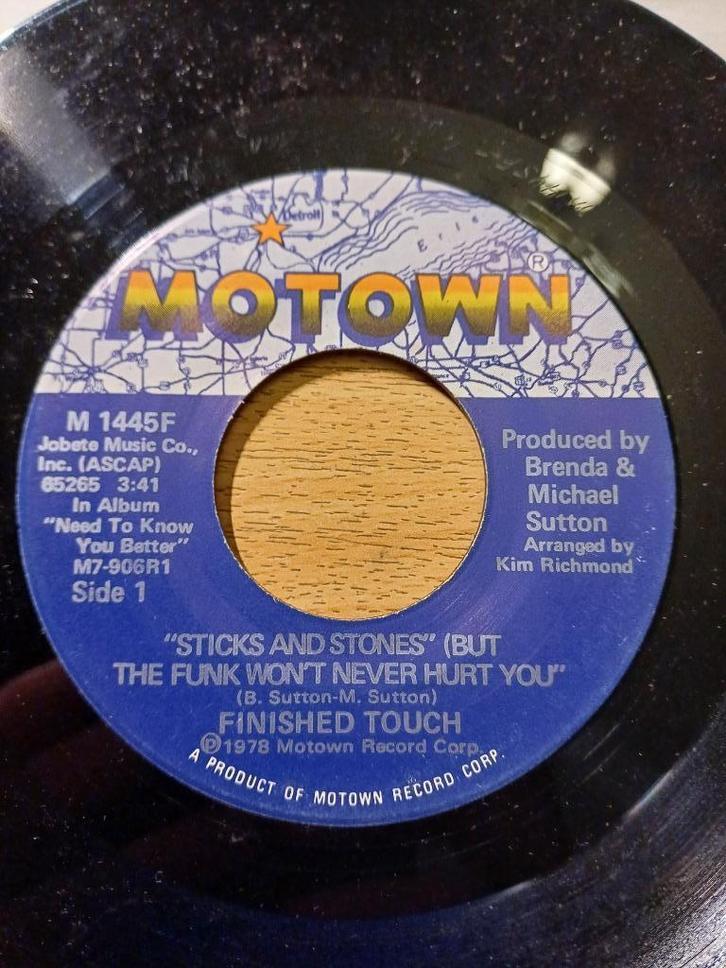 Detroit
Erie
MOTOWN®
M 1445F
Jobete Music Co.,
Inc. (ASCAP)
65265 3:41
In Album
"Need To Know
You Better"
M7-906R1
Side 1
Produced by
Brenda &
Michael
Sutton
Arranged by
Kim Richmond
"STICKS AND STONES" (BUT
THE FUNK WON'T NEVER HURT YOU"
(B. Sutton-M. Sutton)
FINISHED TOUCH
℗1978 Motown Record Corp.
A PRODUCT OF MOTOWN RECORD CORP.